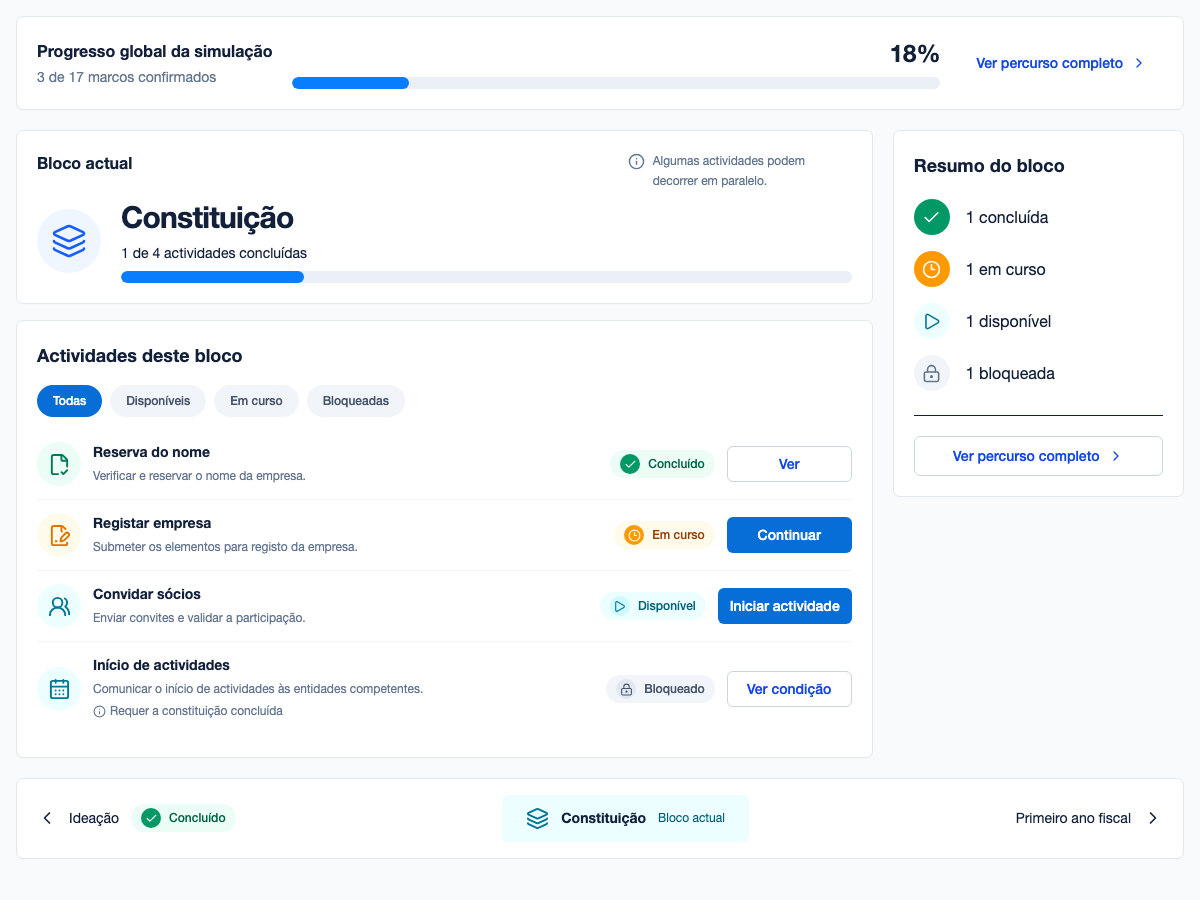 Progresso global da simulação
3 de 17 marcos confirmados
18%
Ver percurso completo
Bloco actual
Algumas actividades podem
decorrer em paralelo.
Constituição
1 de 4 actividades concluídas
Resumo do bloco
1 concluída
1 em curso
1 disponível
1 bloqueada
Ver percurso completo
Actividades deste bloco
Todas
Disponíveis
Em curso
Bloqueadas
Reserva do nome
Verificar e reservar o nome da empresa.
Concluído
Ver
Registar empresa
Submeter os elementos para registo da empresa.
Em curso
Continuar
Convidar sócios
Enviar convites e validar a participação.
Disponível
Iniciar actividade
Início de actividades
Comunicar o início de actividades às entidades competentes.
Requer a constituição concluída
Bloqueado
Ver condição
Ideação
Concluído
Constituição
Bloco actual
Primeiro ano fiscal